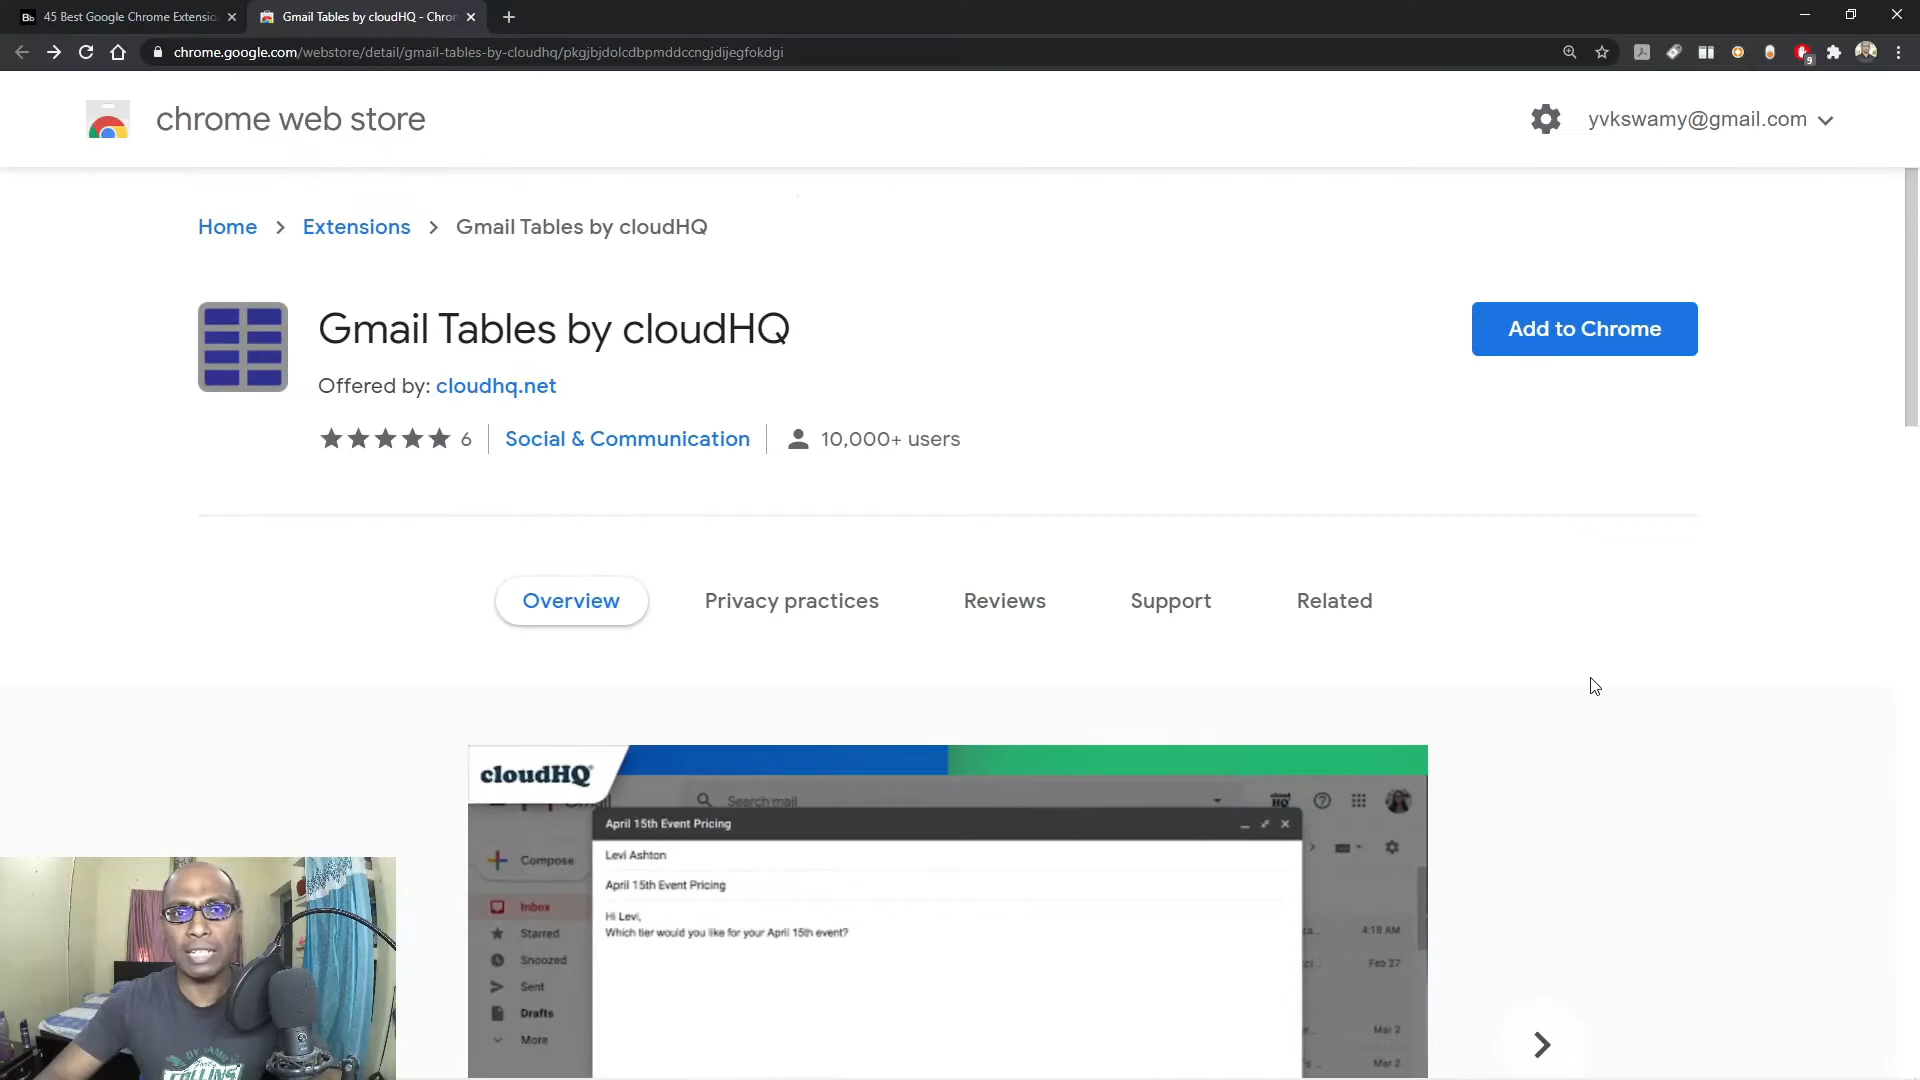 Bb 45 Best Google Chrome Extensio
Gmail Tables by cloudHQ - Chro
chrome.google.com/webstore/detail/gmail-tables-by-cloudhq/pkgjbjdolcdbpmddccngjdijegfokdgi
9
chrome web store
yvkswamy@gmail.com
Home > Extensions > Gmail Tables by cloudHQ
Gmail Tables by cloudHQ
Add to Chrome
Offered by: cloudhq.net
6
Social & Communication
10,000+ users
Overview
Privacy practices
Reviews
Support
Related
cloudHQ
Search mail
cloud HQ
April 15th Event Pricing
Levi Ashton
Compose
April 15th Event Pricing
Inbox
Hi Levi,
Which tier would you like for your April 15th event?
Starred
4:18 AM
Snoozed
Feb 27
Sent
Drafts
Mar 2
More
Mar 2
COLLINS